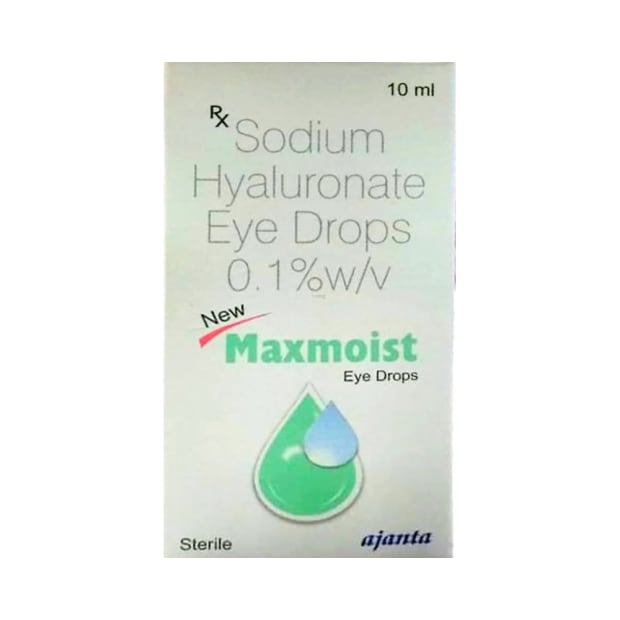 10 ml
Rx Sodium
Hyaluronate
Eye Drops
0.1%w/v
New
Maxmoist
Eye Drops
Sterile
ajanta